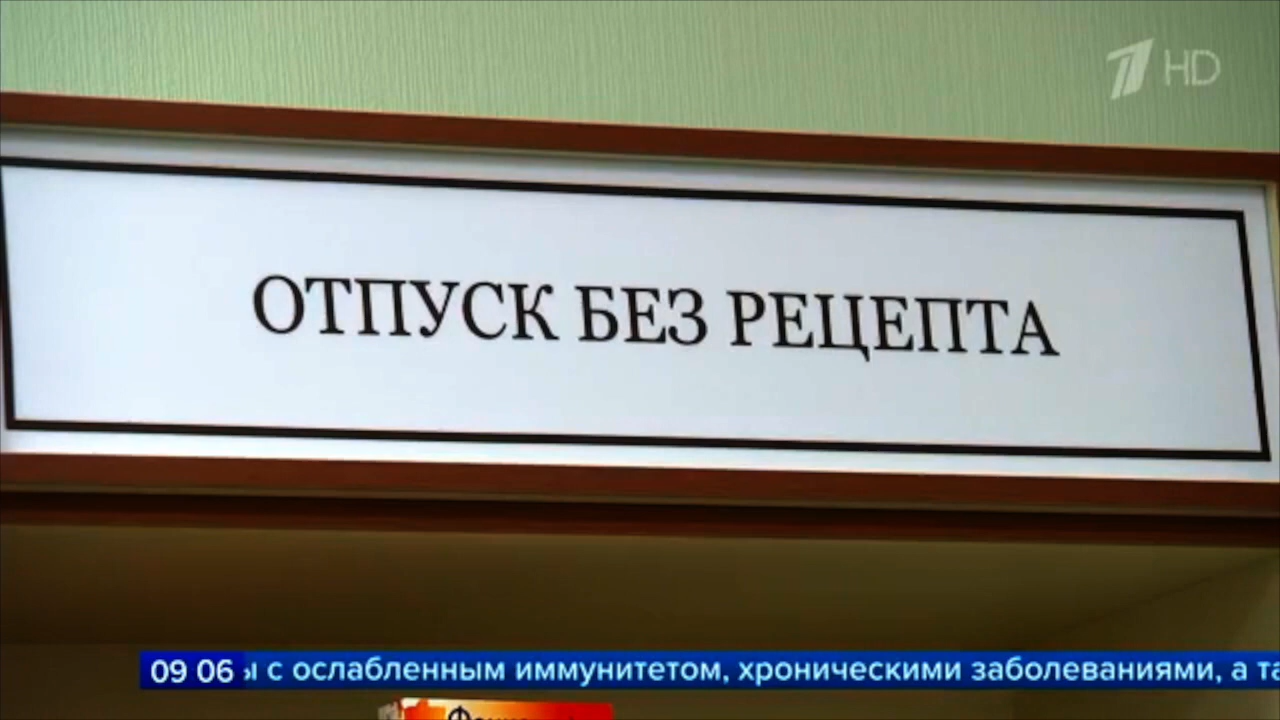 HD
ОТПУСК БЕЗ РЕЦЕПТА
09 06 с ослабленным иммунитетом, хроническими заболеваниями, а